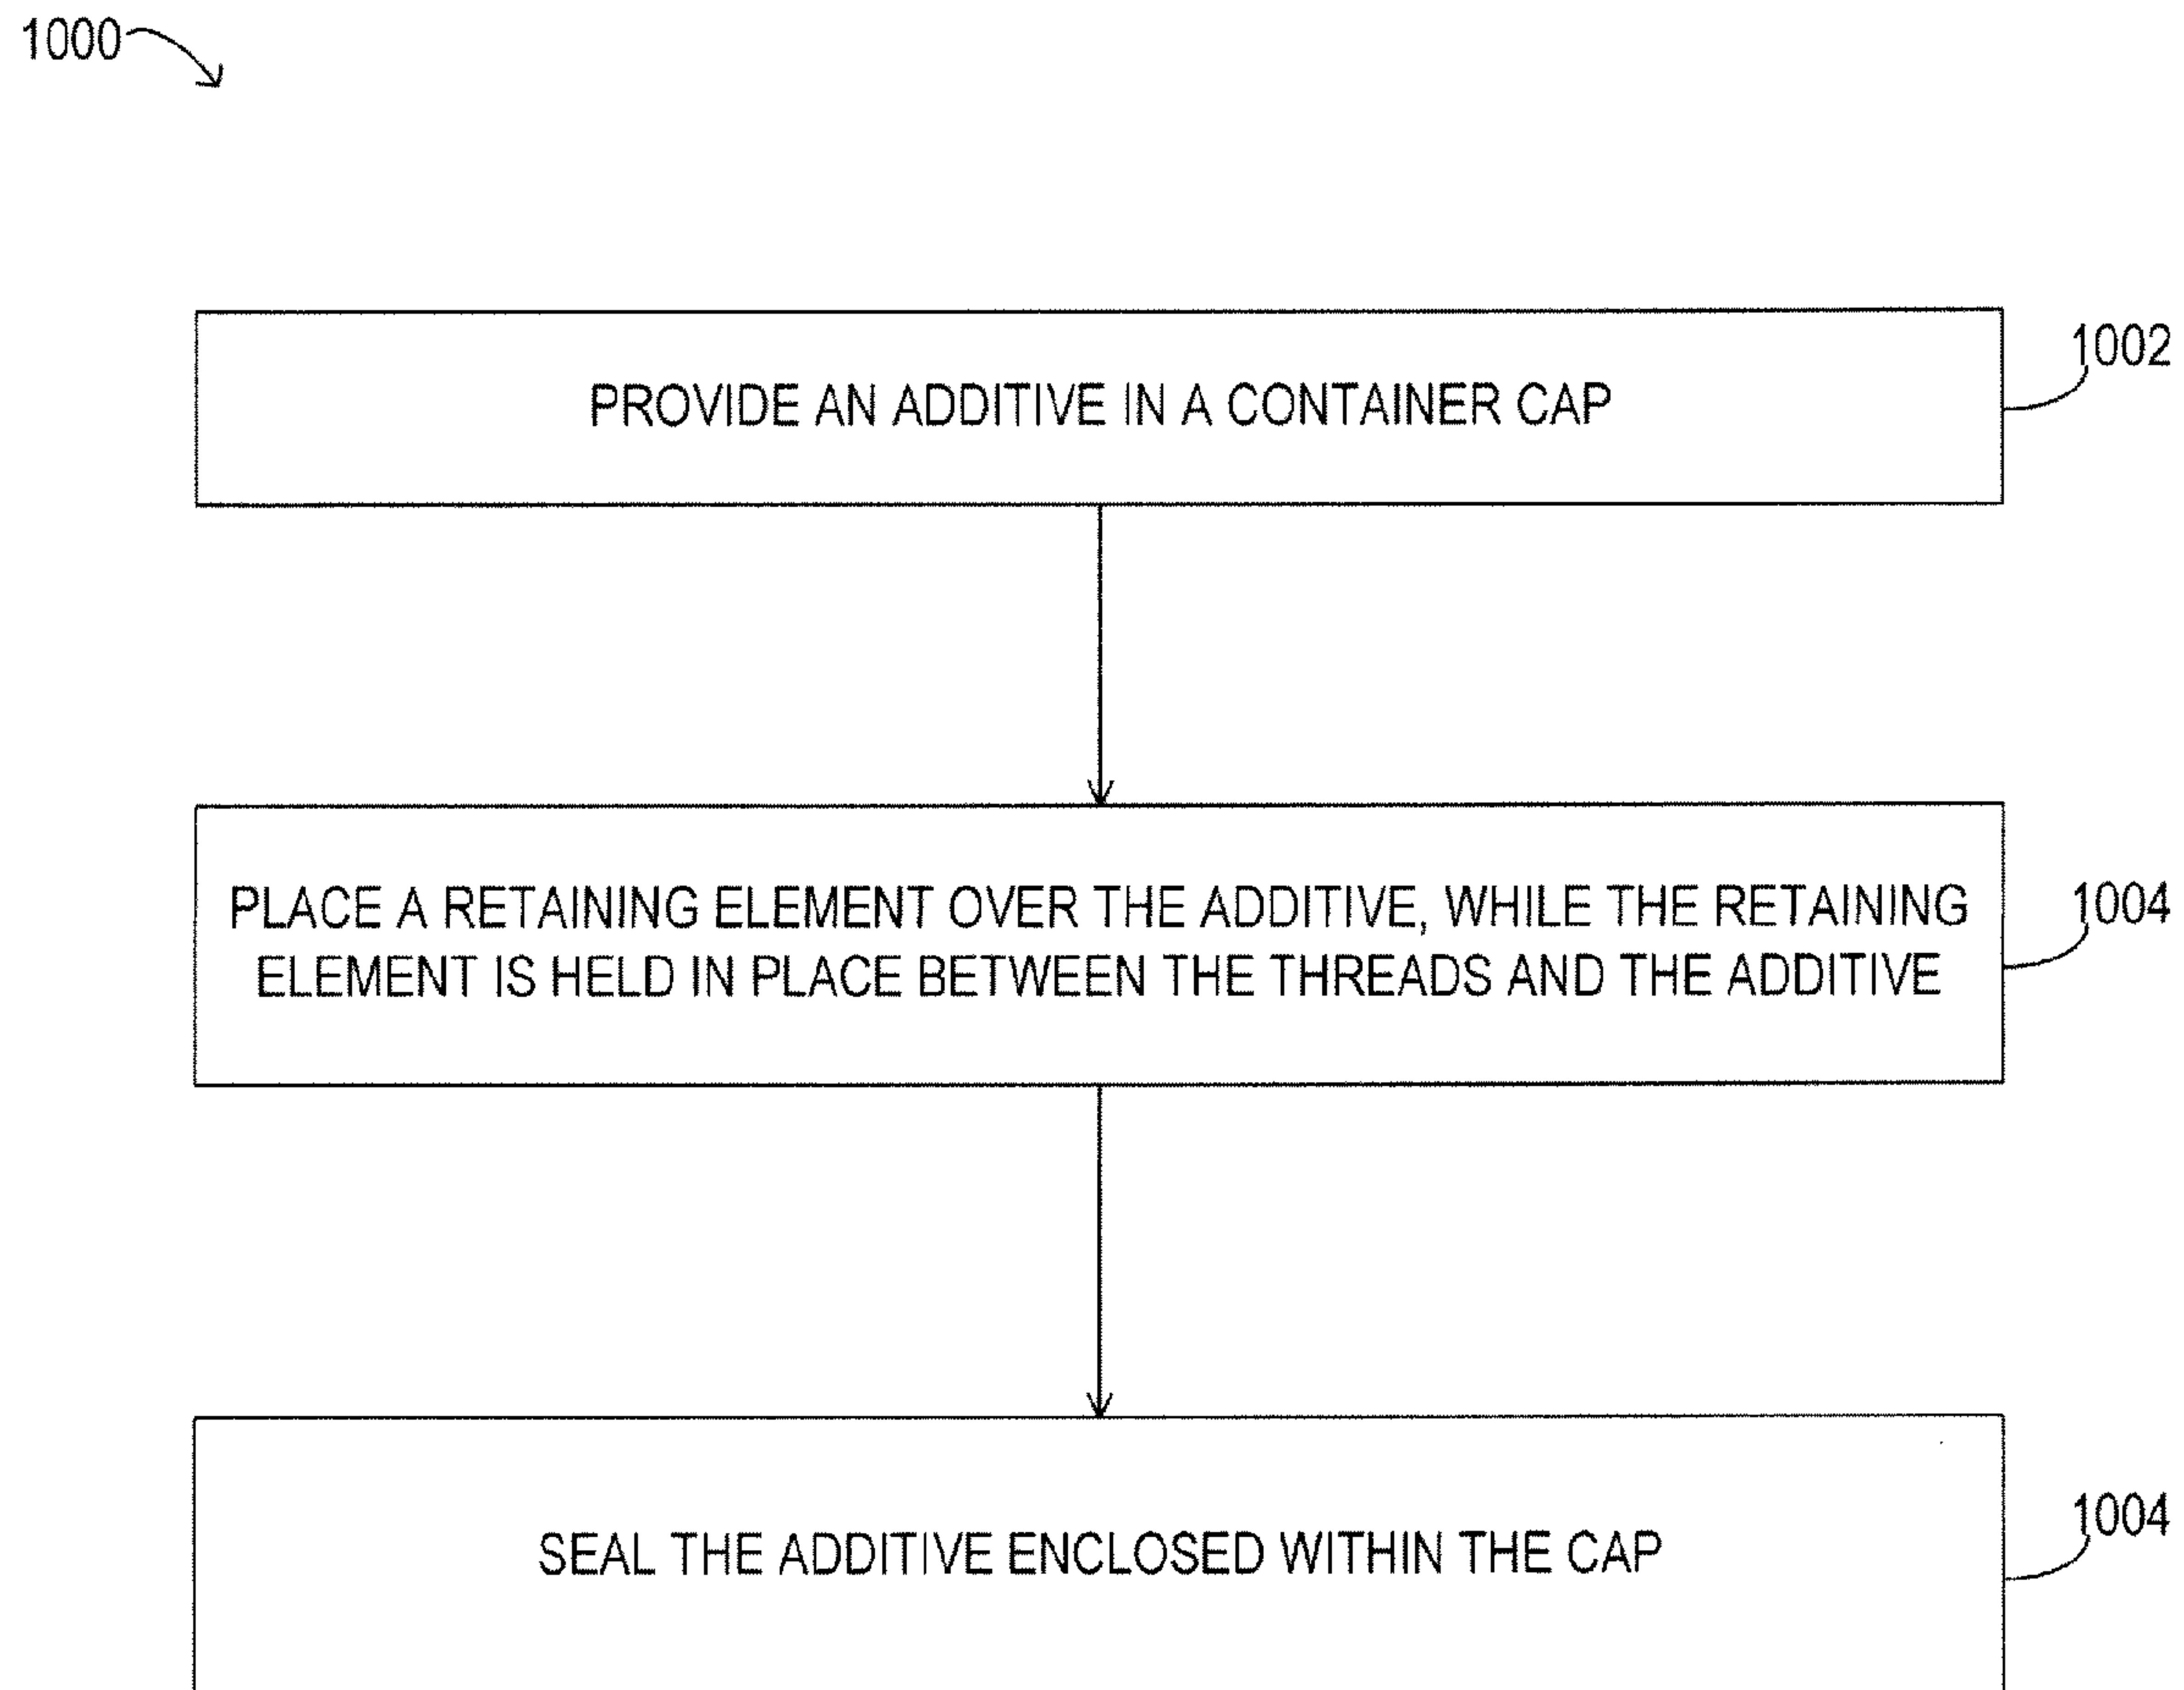 1000
PROVIDE AN ADDITIVE IN A CONTAINER CAP
1002
PLACE A RETAINING ELEMENT OVER THE ADDITIVE, WHILE THE RETAINING
ELEMENT IS HELD IN PLACE BETWEEN THE THREADS AND THE ADDITIVE
1004
SEAL THE ADDITIVE ENCLOSED WITHIN THE CAP
1004